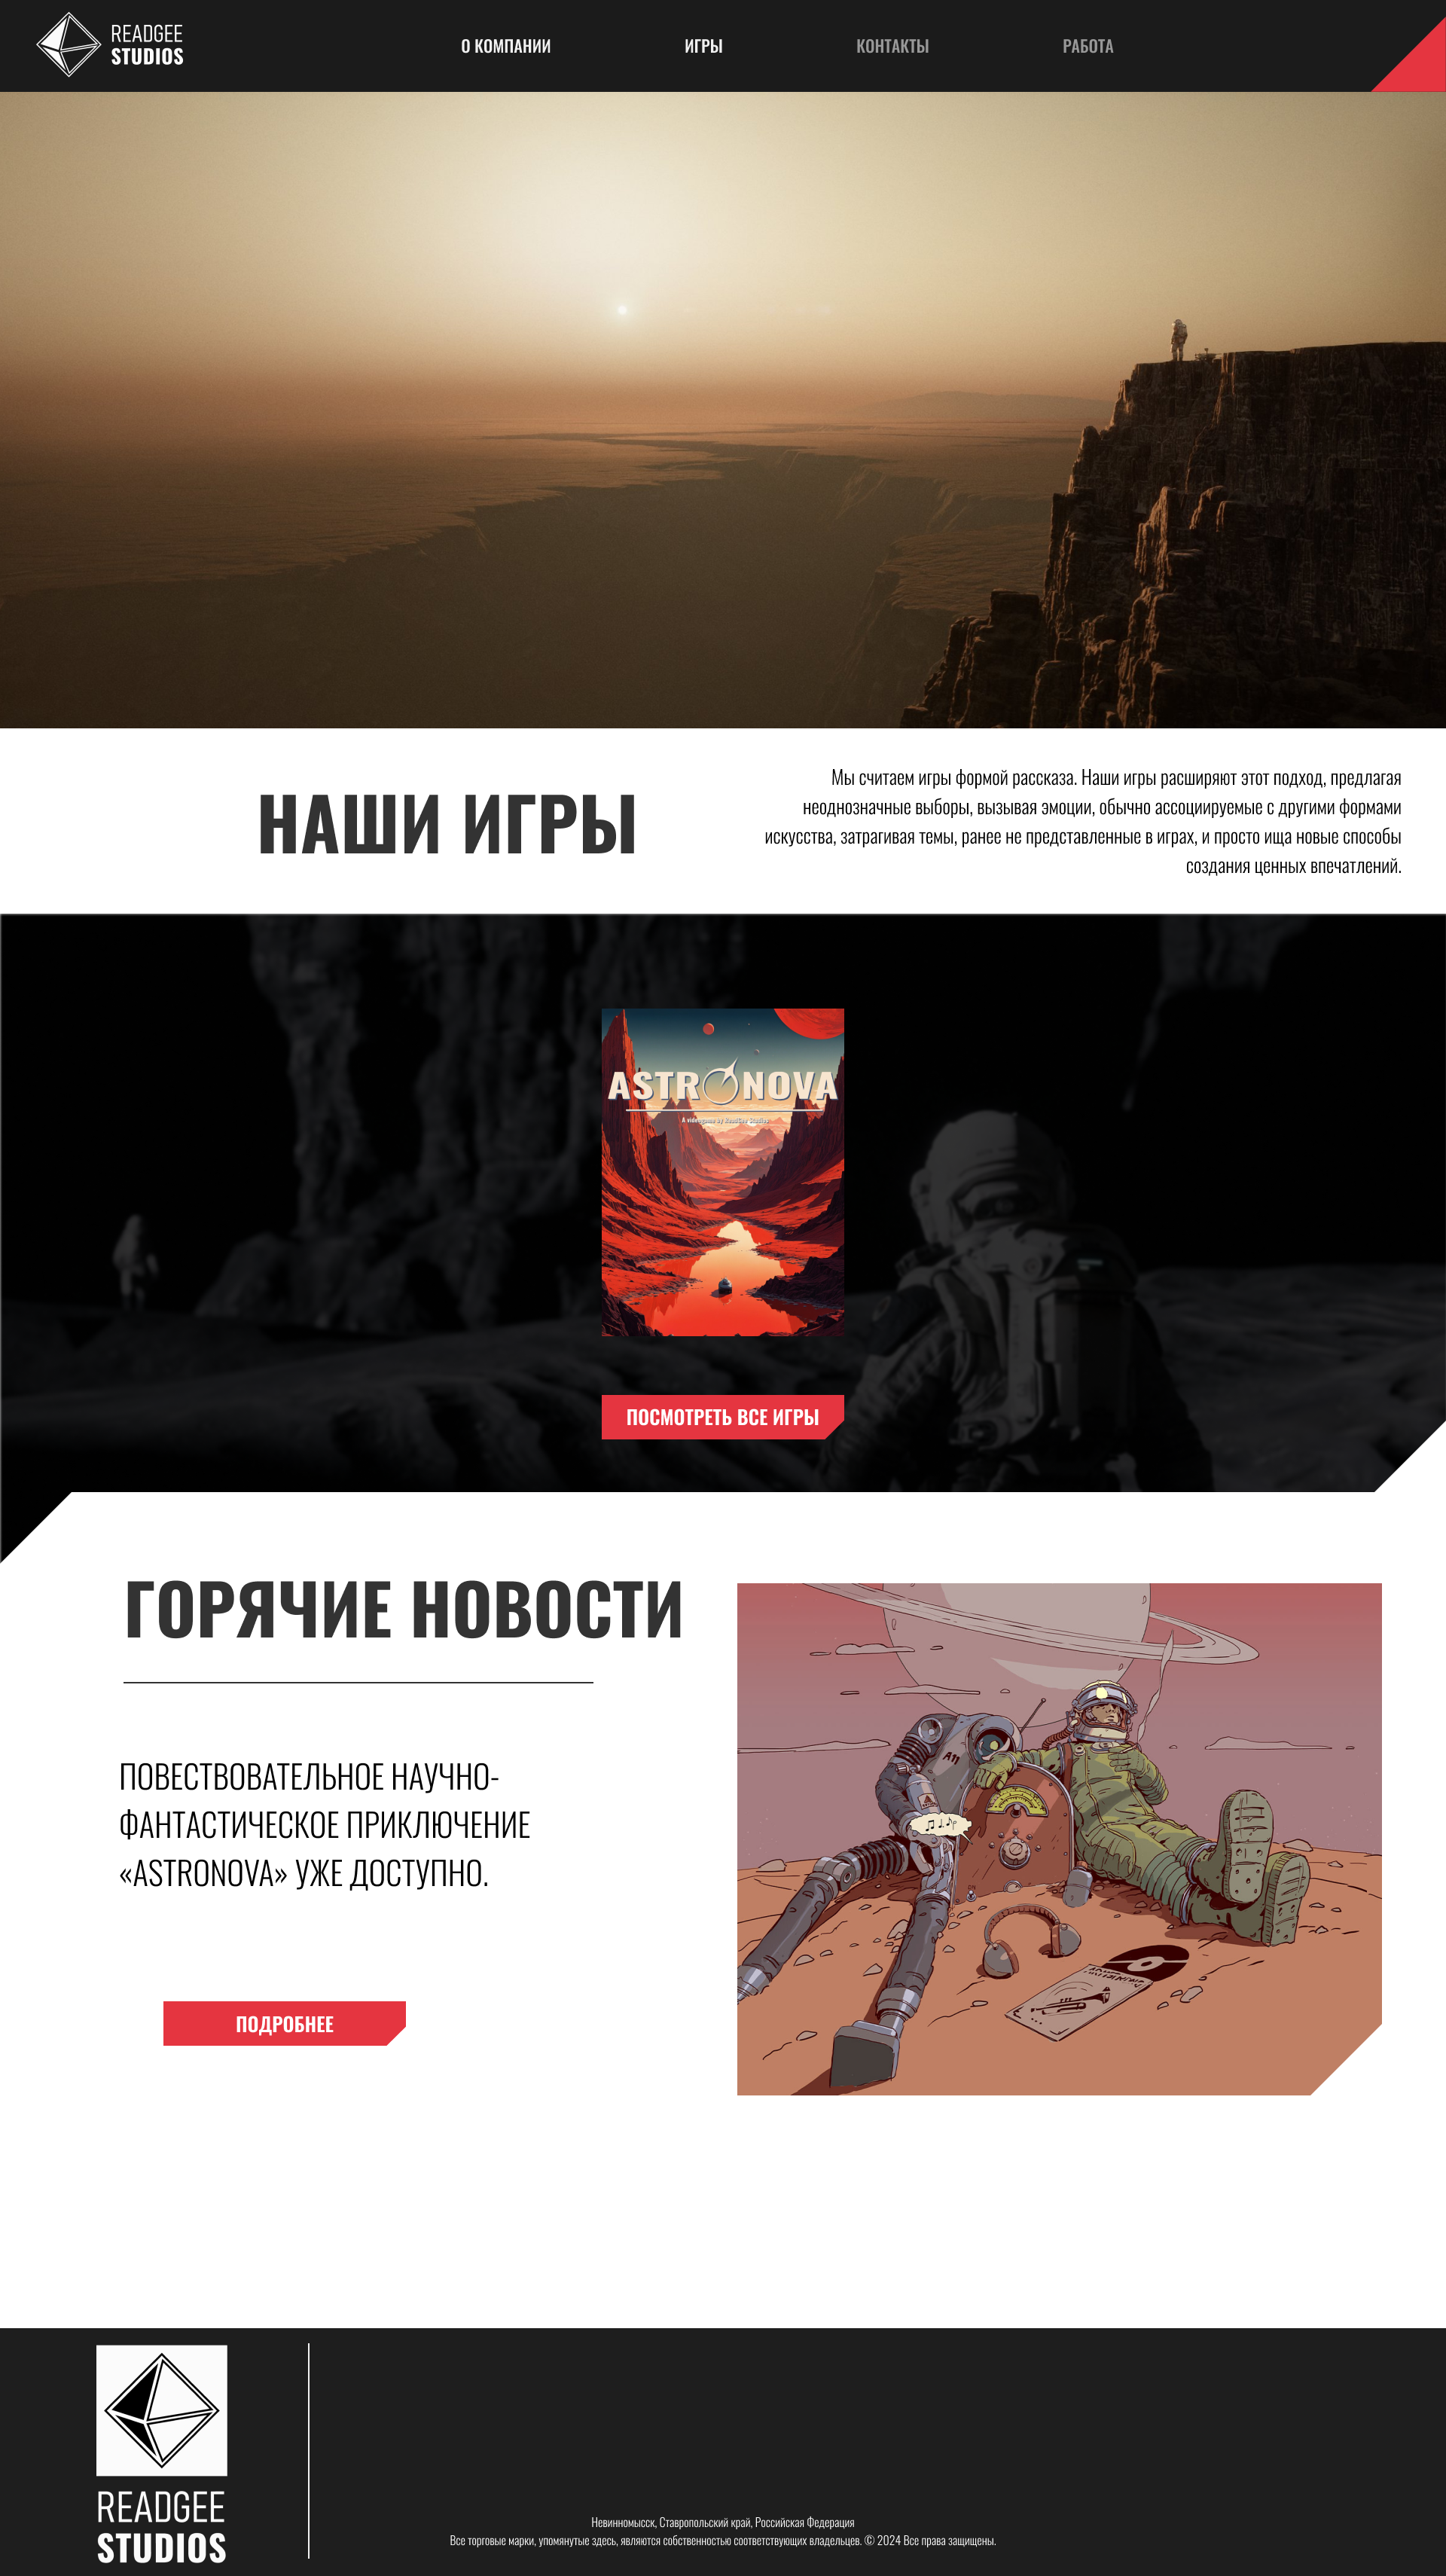 READGEE
STUDIOS
О КОМПАНИИ
ИГРЫ
КОНТАКТЫ
РАБОТА
НАШИ ИГРЫ
Мы считаем игры формой рассказа. Наши игры расширяют этот подход, предлагая
неоднозначные выборы, вызывая эмоции, обычно ассоциируемые с другими формами
искусства, затрагивая темы, ранее не представленные в играх, и просто ища новые способы
создания ценных впечатлений.
ASTRONOVA
A videogame by ReadGee Studios
ПОСМОТРЕТЬ ВСЕ ИГРЫ
ГОРЯЧИЕ НОВОСТИ
ПОВЕСТВОВАТЕЛЬНОЕ НАУЧНО-
ФАНТАСТИЧЕСКОЕ ПРИКЛЮЧЕНИЕ
«ASTRONOVA» УЖЕ ДОСТУПНО.
A11
ПОДРОБНЕЕ
READGEE
STUDIOS
Невинномысск, Ставропольский край, Российская Федерация
Все торговые марки, упомянутые здесь, являются собственностью соответствующих владельцев. © 2024 Все права защищены.